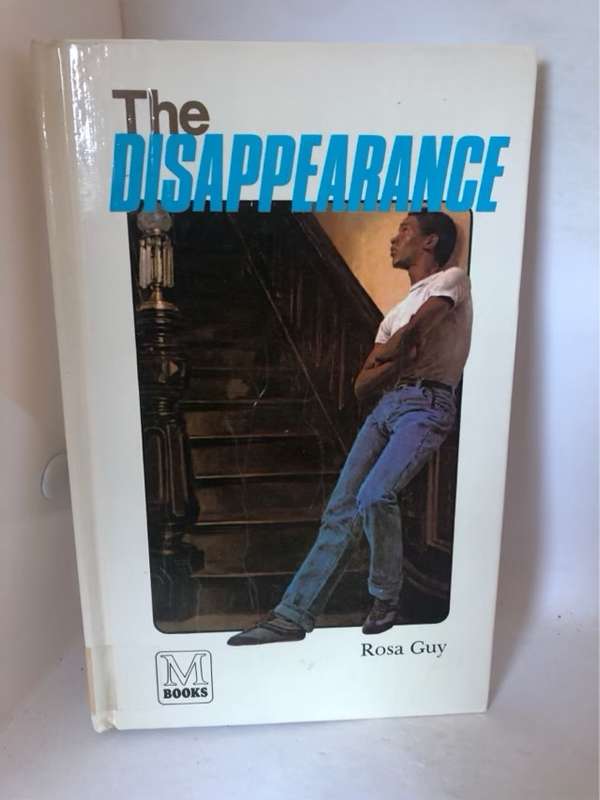 The
DISAPPEARANCE
Rosa Guy
M
BOOKS